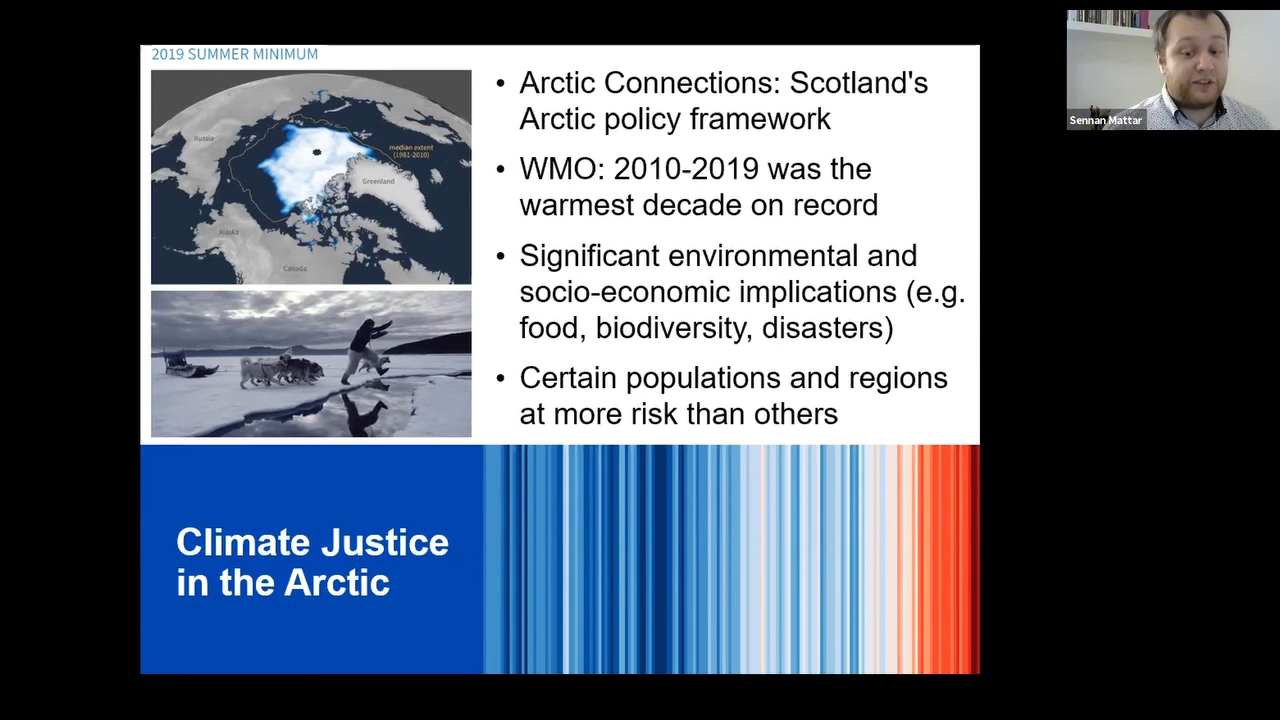 2019 SUMMER MINIMUM
Russia
median extent
(1981-2010)
Greenland
Alaska
Canada
• Arctic Connections: Scotland's
Arctic policy framework
• WMO: 2010-2019 was the
warmest decade on record
• Significant environmental and
socio-economic implications (e.g.
food, biodiversity, disasters)
• Certain populations and regions
at more risk than others
Climate Justice
in the Arctic
Sennan Mattar